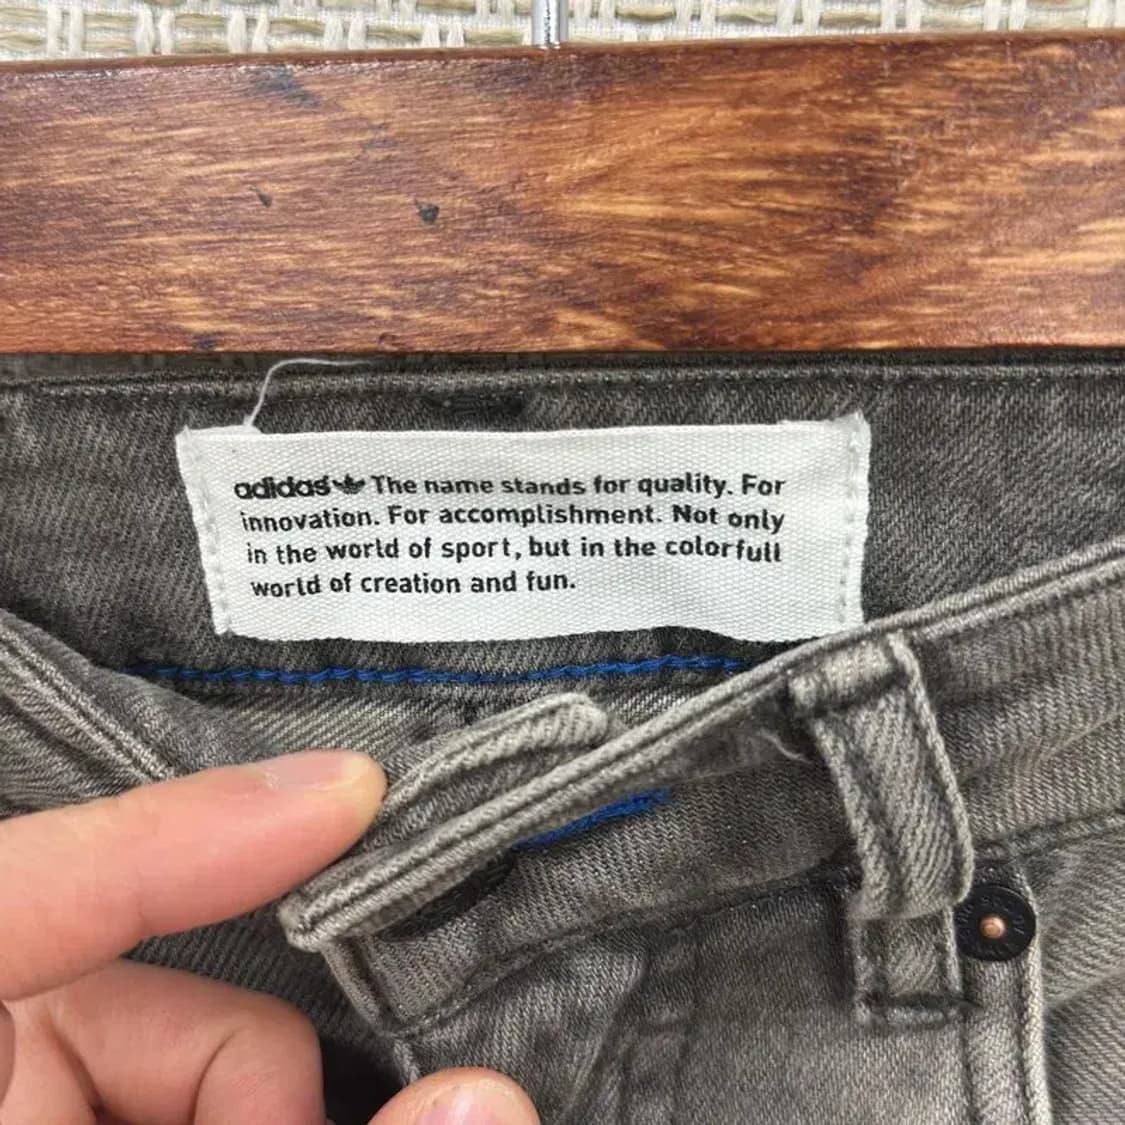 adidas The name stands for quality. For
innovation. For accomplishment. Not only
in the world of sport, but in the colorfull
world of creation and fun.